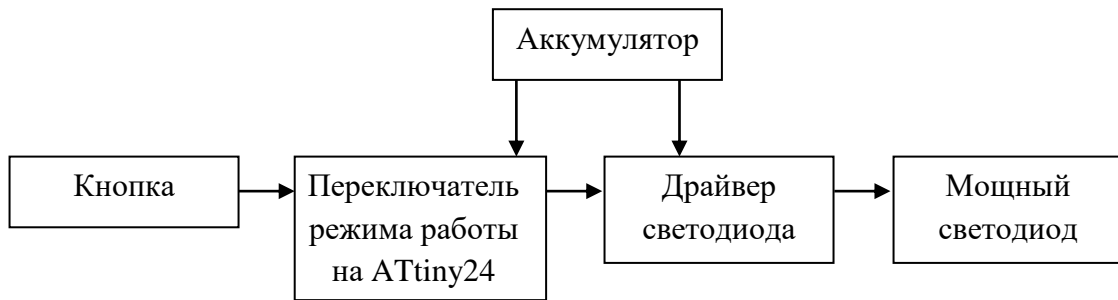 Аккумулятор
Кнопка
Переключатель
режима работы
на ATtiny24
Драйвер
светодиода
Мощный
светодиод